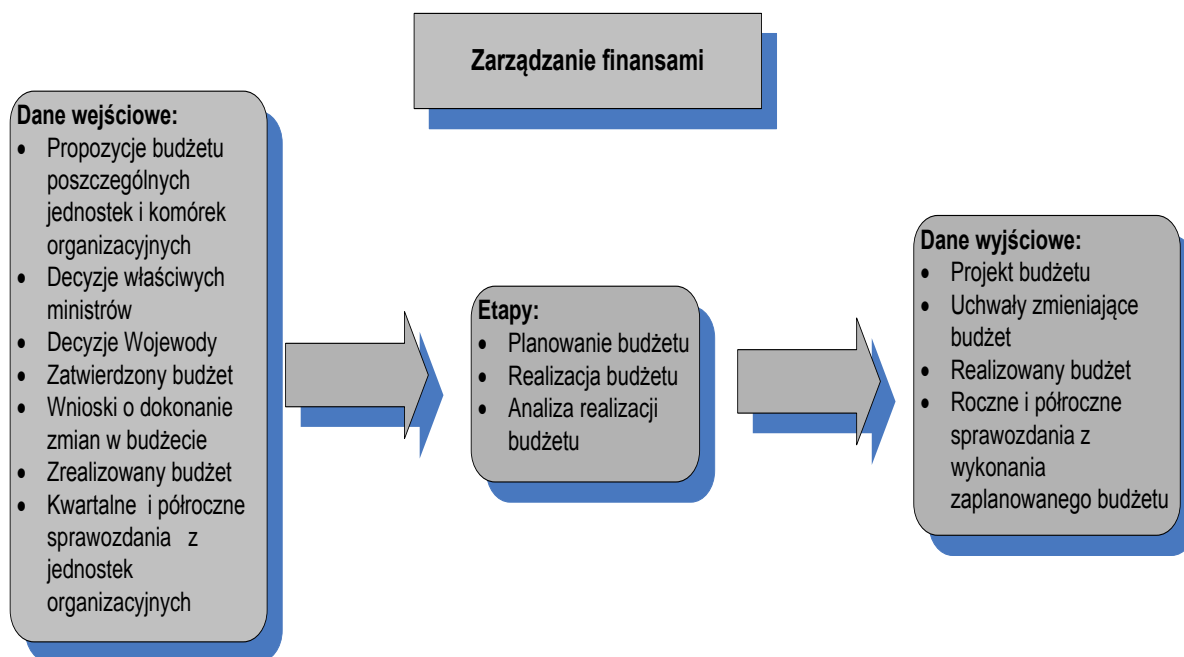 Zarządzanie finansami
Dane wejściowe:
• Propozycje budżetu
poszczególnych
jednostek i komórek
organizacyjnych
• Decyzje właściwych
ministrów
• Decyzje Wojewody
• Zatwierdzony budżet
• Wnioski o dokonanie
zmian w budżecie
• Zrealizowany budżet
• Kwartalne i półroczne
sprawozdania z
jednostek
organizacyjnych
Etapy:
• Planowanie budżetu
• Realizacja budżetu
• Analiza realizacji
budżetu
Dane wyjściowe:
• Projekt budżetu
• Uchwały zmieniające
budżet
• Realizowany budżet
• Roczne i półroczne
sprawozdania z
wykonania
zaplanowanego budżetu